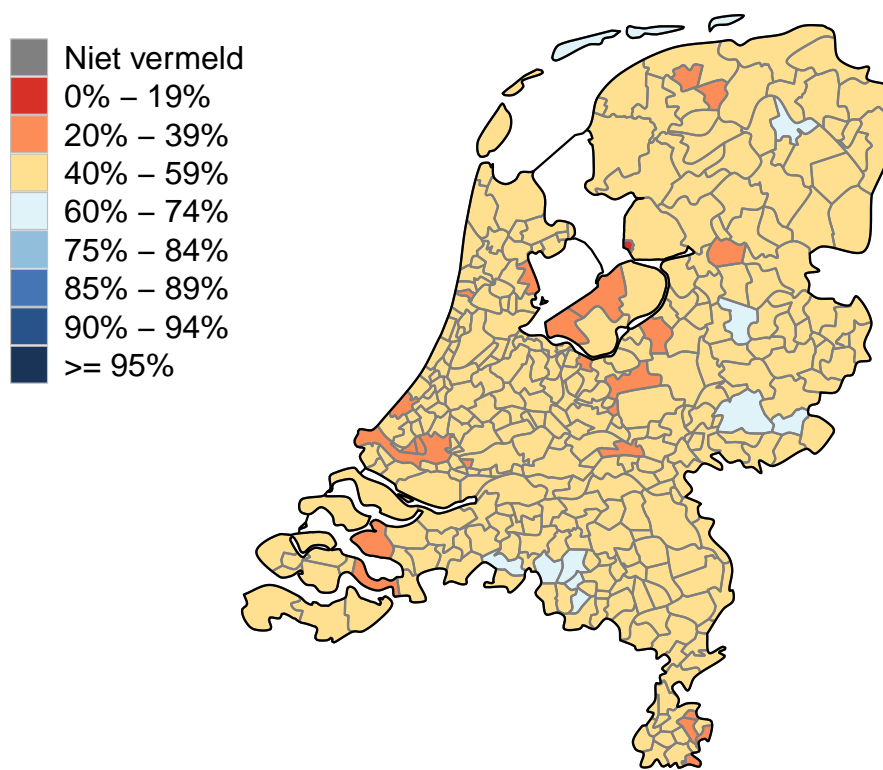 Niet vermeld
0% – 19%
20% – 39%
40% – 59%
60% – 74%
75% – 84%
85% – 89%
90% – 94%
>= 95%